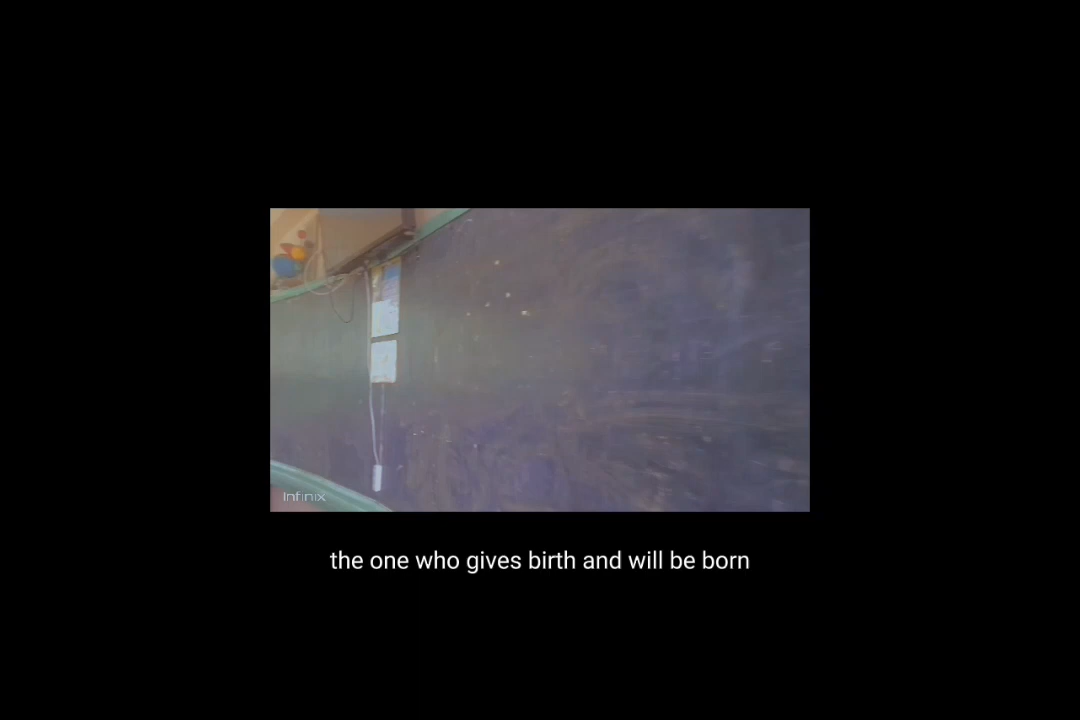 Infinix
the one who gives birth and will be born